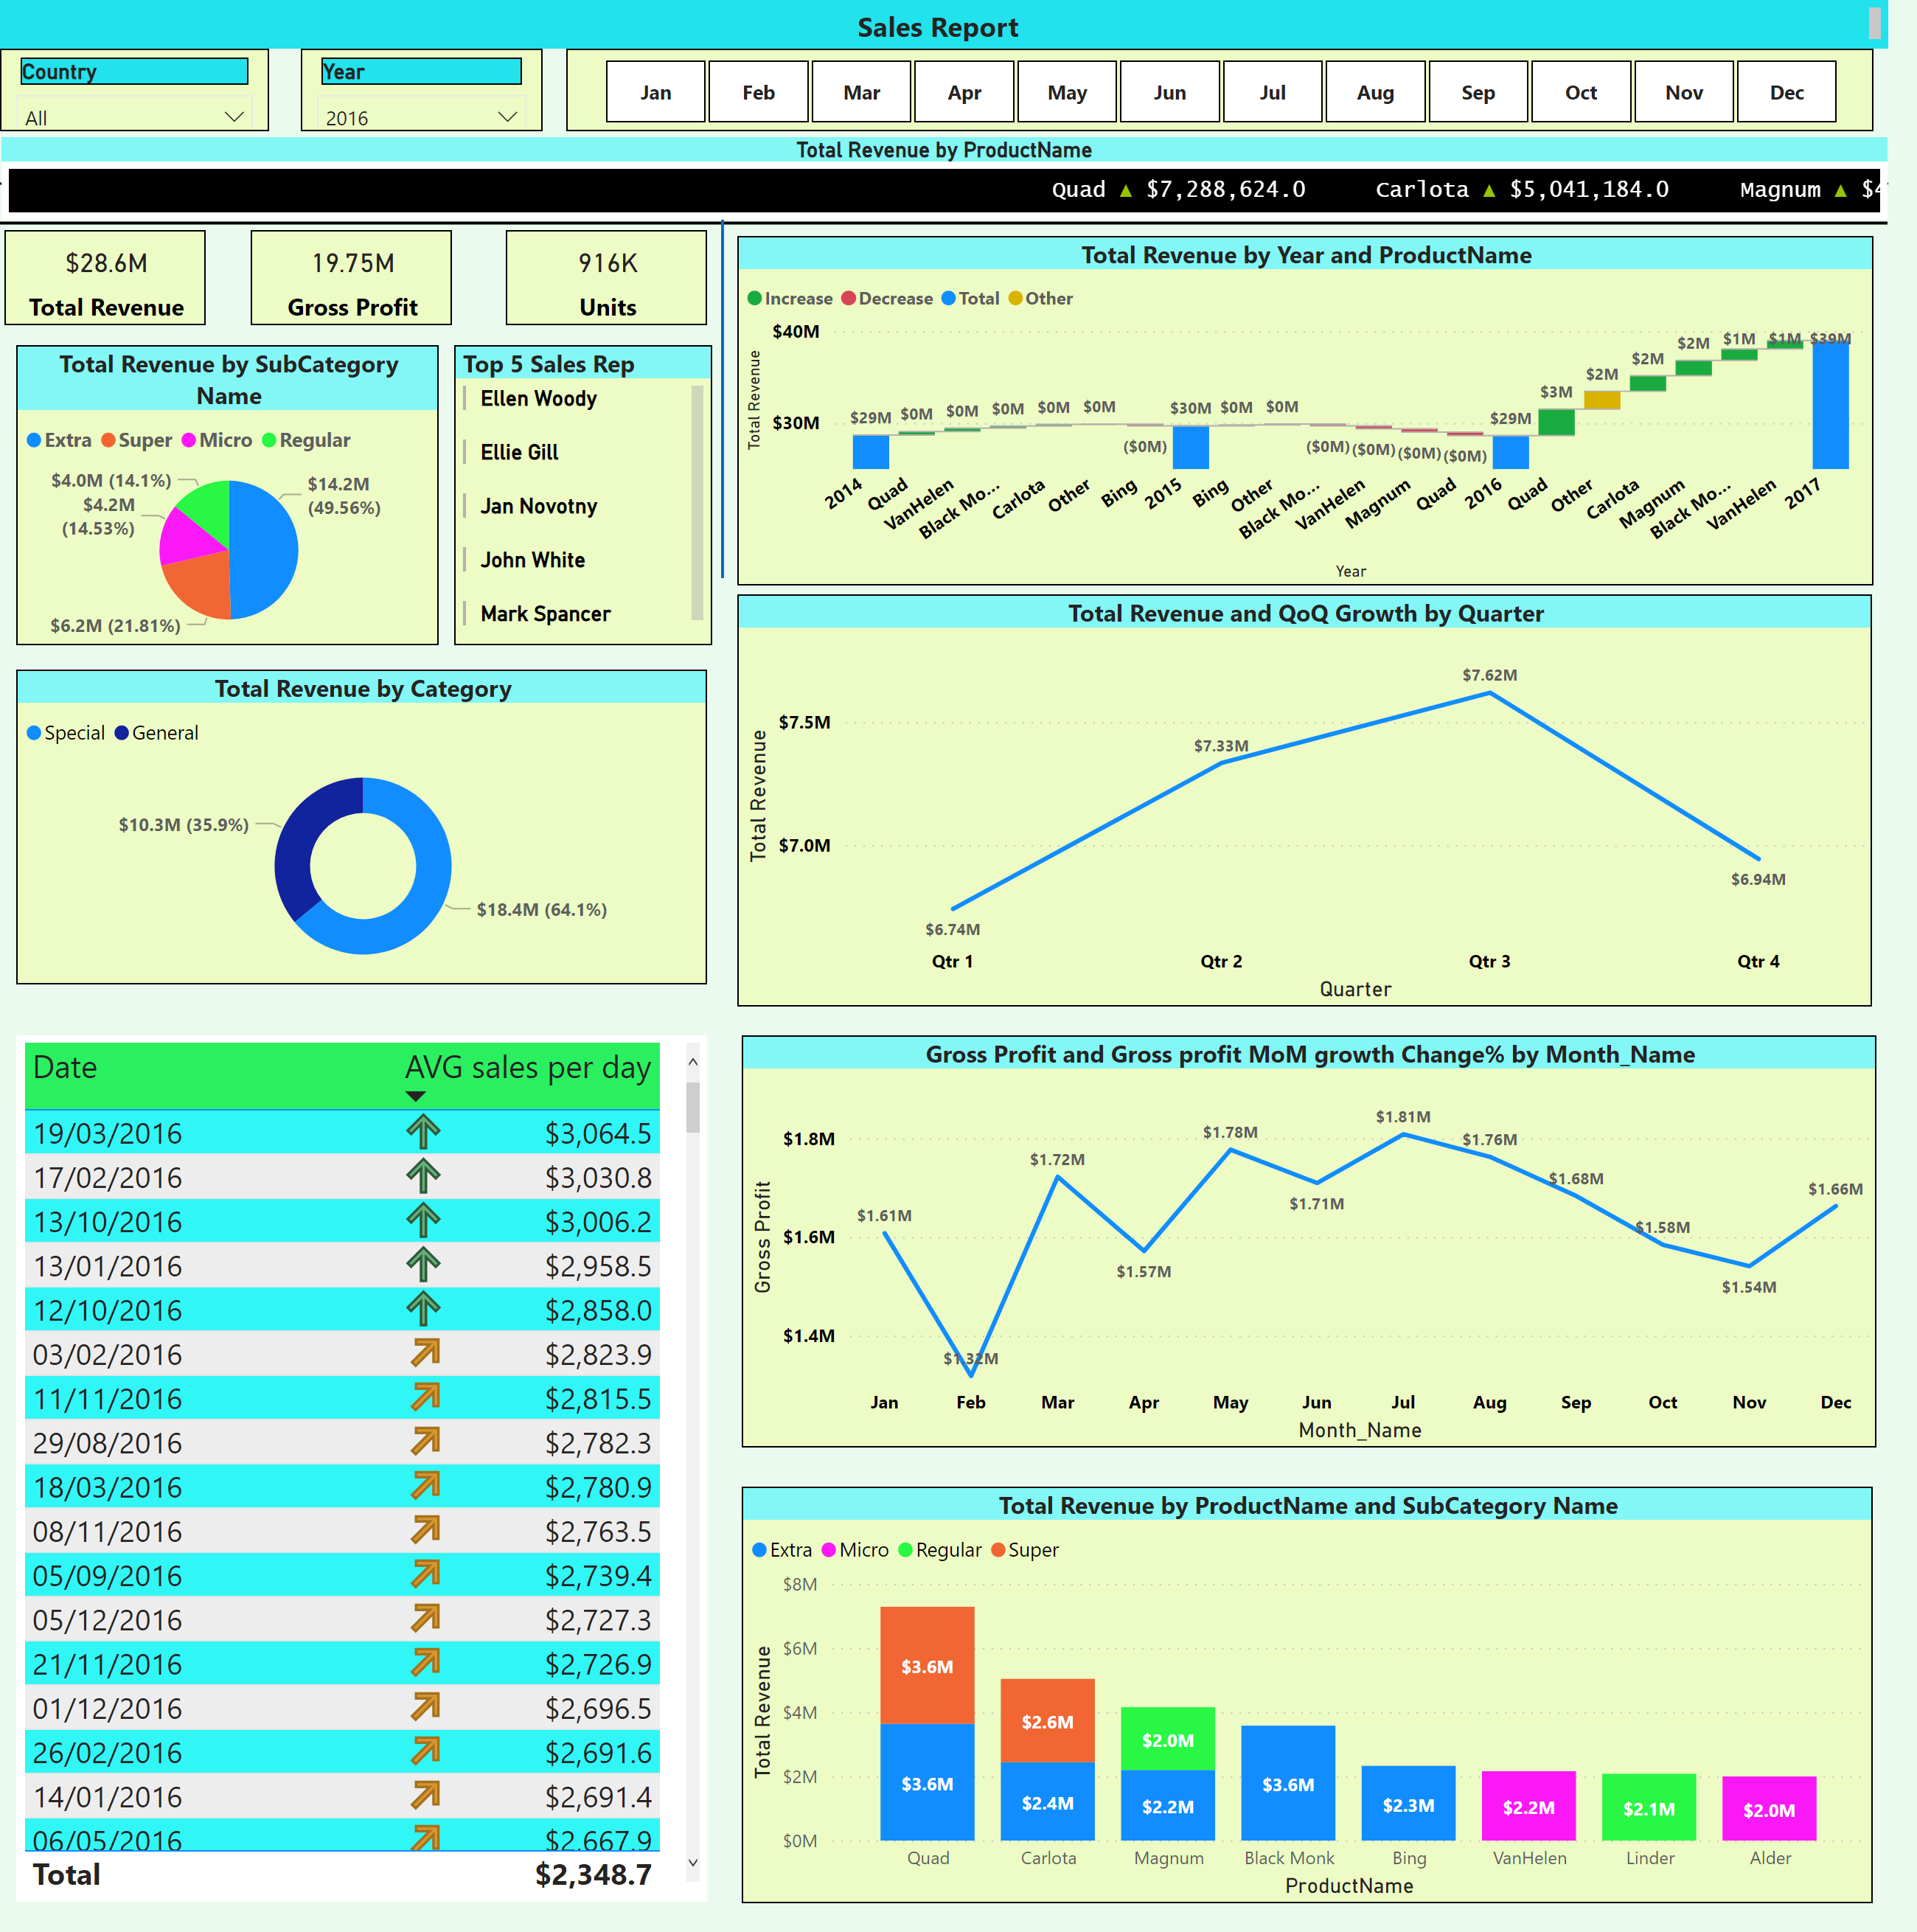 Sales Report
Country
All
Year
2016
Jan Feb Mar Apr May Jun Jul Aug Sep Oct Nov Dec
Total Revenue by ProductName
Quad ▲ $7,288,624.0 Carlota ▲ $5,041,184.0 Magnum ▲ $4
$28.6M
Total Revenue
19.75M
Gross Profit
916K
Units
Total Revenue by SubCategory
Name
Extra Super Micro Regular
$4.0M (14.1%)
$4.2M
(14.53%)
$14.2M
(49.56%)
$6.2M (21.81%)
Top 5 Sales Rep
Ellen Woody
Ellie Gill
Jan Novotny
John White
Mark Spancer
Total Revenue by Year and ProductName
Increase Decrease Total Other
Total Revenue
$40M
$30M
$29M $0M $0M $0M $0M $0M ($0M) $30M $0M $0M ($0M) ($0M) ($0M) ($0M) $29M $3M $2M $2M $2M $1M $1M $39M
2014 Quad VanHelen Black Mo... Carlota Other Bing 2015 Bing Other Black Mo... VanHelen Magnum Quad 2016 Quad Other Carlota Magnum Black Mo... VanHelen 2017
Year
Total Revenue by Category
Special General
$10.3M (35.9%)
$18.4M (64.1%)
Total Revenue and QoQ Growth by Quarter
Total Revenue
$7.5M
$7.0M
$6.74M $7.33M $7.62M $6.94M
Qtr 1 Qtr 2 Qtr 3 Qtr 4
Quarter
Date AVG sales per day
19/03/2016 $3,064.5
17/02/2016 $3,030.8
13/10/2016 $3,006.2
13/01/2016 $2,958.5
12/10/2016 $2,858.0
03/02/2016 $2,823.9
11/11/2016 $2,815.5
29/08/2016 $2,782.3
18/03/2016 $2,780.9
08/11/2016 $2,763.5
05/09/2016 $2,739.4
05/12/2016 $2,727.3
21/11/2016 $2,726.9
01/12/2016 $2,696.5
26/02/2016 $2,691.6
14/01/2016 $2,691.4
06/05/2016 $2,667.9
Total $2,348.7
Gross Profit and Gross profit MoM growth Change% by Month_Name
Gross Profit
$1.8M
$1.6M
$1.4M
$1.61M $1.32M $1.72M $1.57M $1.78M $1.71M $1.81M $1.76M $1.68M $1.58M $1.54M $1.66M
Jan Feb Mar Apr May Jun Jul Aug Sep Oct Nov Dec
Month_Name
Total Revenue by ProductName and SubCategory Name
Extra Micro Regular Super
Total Revenue
$8M
$6M
$4M
$2M
$0M
$3.6M $2.6M $2.0M
$3.6M $2.4M $2.2M $3.6M $2.3M $2.2M $2.1M $2.0M
Quad Carlota Magnum Black Monk Bing VanHelen Linder Alder
ProductName